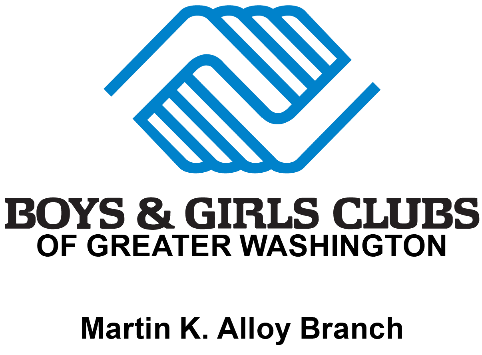 BOYS & GIRLS CLUBS
OF GREATER WASHINGTON
Martin K. Alloy Branch